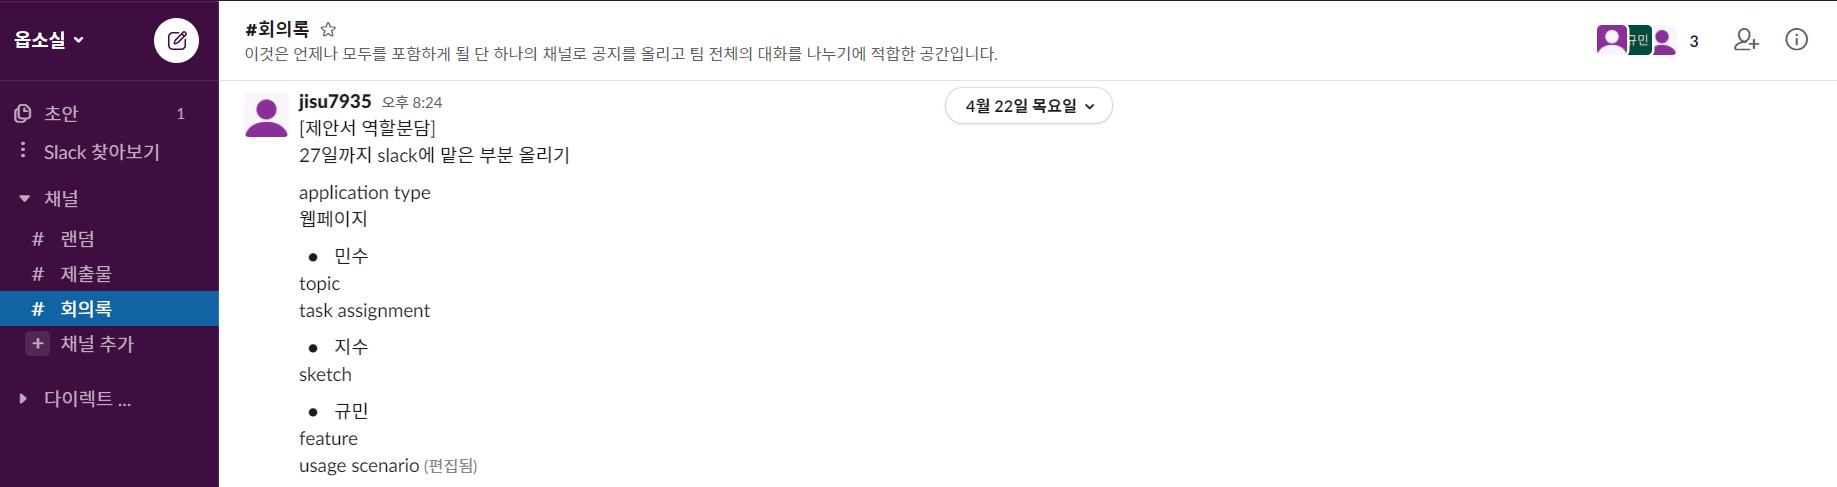 옵소실
초안 1
Slack 찾아보기
채널
# 랜덤
# 제출물
# 회의록
+ 채널 추가
다이렉트 ...
#회의록
이것은 언제나 모두를 포함하게 될 단 하나의 채널로 공지를 올리고 팀 전체의 대화를 나누기에 적합한 공간입니다.
규민
3
4월 22일 목요일
jisu7935 오후 8:24
[제안서 역할분담]
27일까지 slack에 맡은 부분 올리기
application type
웹페이지
● 민수
topic
task assignment
● 지수
sketch
● 규민
feature
usage scenario (편집됨)